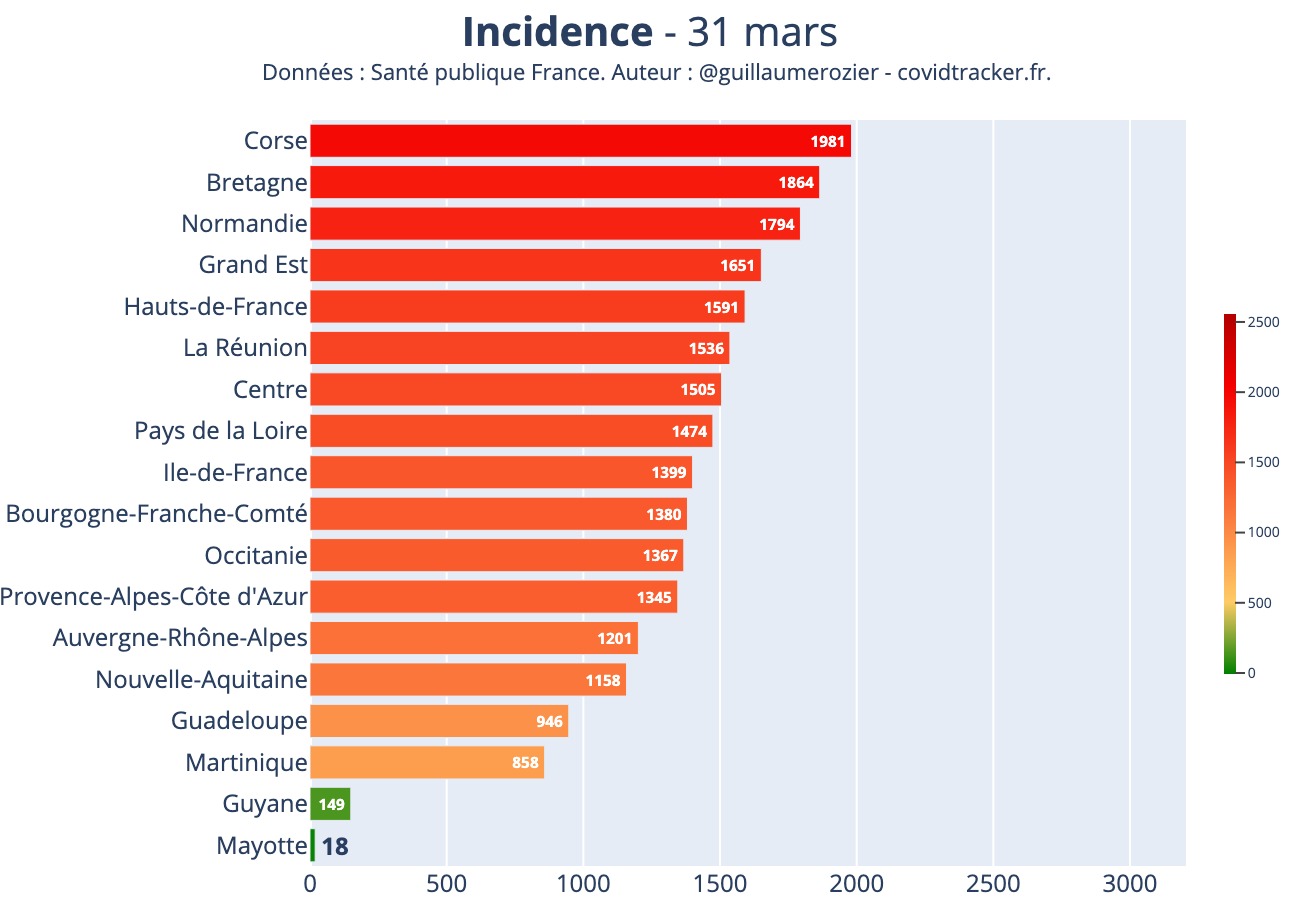 Incidence - 31 mars
Données : Santé publique France. Auteur : @guillaumerozier - covidtracker.fr.
Corse 1981
Bretagne 1864
Normandie 1794
Grand Est 1651
Hauts-de-France 1591
La Réunion 1536
Centre 1505
Pays de la Loire 1474
Ile-de-France 1399
Bourgogne-Franche-Comté 1380
Occitanie 1367
Provence-Alpes-Côte d'Azur 1345
Auvergne-Rhône-Alpes 1201
Nouvelle-Aquitaine 1158
Guadeloupe 946
Martinique 858
Guyane 149
Mayotte 18
0 500 1000 1500 2000 2500 3000
2500
2000
1500
1000
500
0